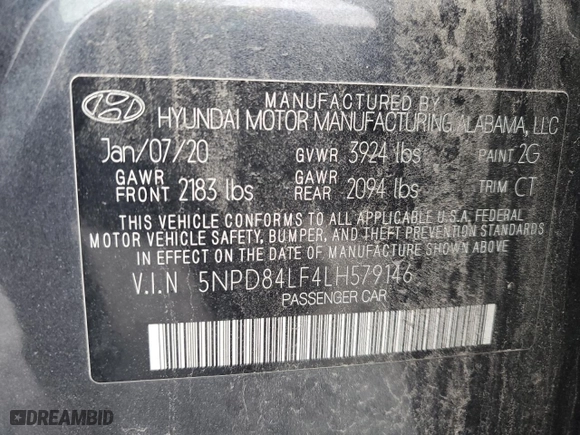 MANUFACTURED BY
HYUNDAI MOTOR MANUFACTURING ALABAMA, LLC
Jan/07/20 GVWR 3924 lbs PAINT 2G
GAWR FRONT 2183 lbs GAWR REAR 2094 lbs TRIM CT
THIS VEHICLE CONFORMS TO ALL APPLICABLE U.S.A. FEDERAL
MOTOR VEHICLE SAFETY, BUMPER, AND THEFT PREVENTION STANDARDS
IN EFFECT ON THE DATE OF MANUFACTURE SHOWN ABOVE.
V.I.N 5NPD84LF4LH579146
PASSENGER CAR
DREAMBID